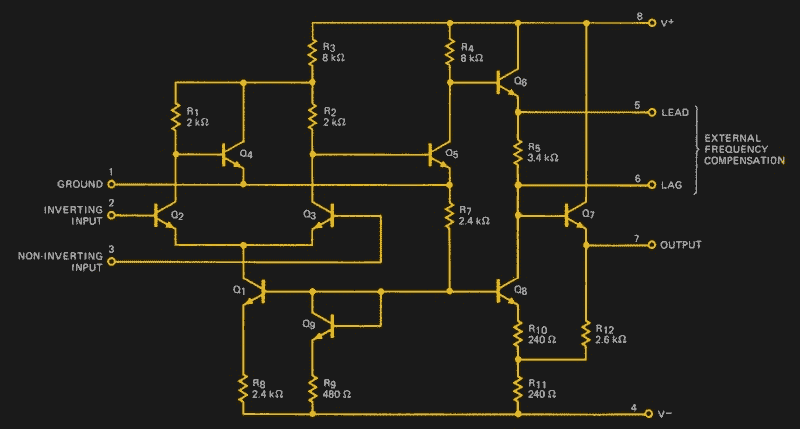 8
V+
R3
8 kΩ
R4
8 kΩ
Q6
R1
2 kΩ
R2
2 kΩ
5
LEAD
EXTERNAL
FREQUENCY
COMPENSATION
Q4
Q5
R5
3.4 kΩ
1
GROUND
6
LAG
2
INVERTING
INPUT
Q2
Q3
R7
2.4 kΩ
Q7
3
NON-INVERTING
INPUT
7
OUTPUT
Q1
Q9
Q8
R10
240 Ω
R12
2.6 kΩ
R8
2.4 kΩ
R9
480 Ω
R11
240 Ω
4
V−